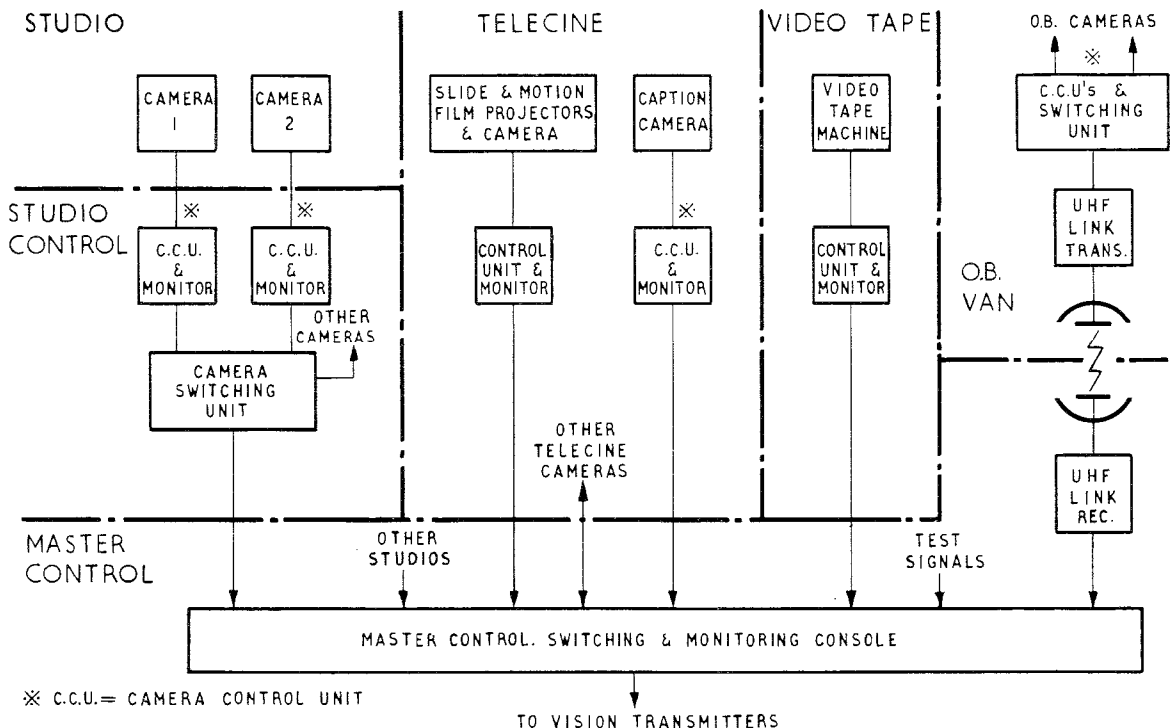 STUDIO
TELECINE
VIDEO TAPE
O.B. CAMERAS
※
CAMERA
1
CAMERA
2
SLIDE & MOTION
FILM PROJECTORS
& CAMERA
CAPTION
CAMERA
VIDEO
TAPE
MACHINE
C.C.U's &
SWITCHING
UNIT
STUDIO
CONTROL
※
※
※
C.C.U.
&
MONITOR
C.C.U.
&
MONITOR
CONTROL
UNIT &
MONITOR
C.C.U.
&
MONITOR
CONTROL
UNIT &
MONITOR
UHF
LINK
TRANS.
O.B.
VAN
OTHER
CAMERAS
CAMERA
SWITCHING
UNIT
OTHER
TELECINE
CAMERAS
UHF
LINK
REC.
MASTER
CONTROL
OTHER
STUDIOS
TEST
SIGNALS
MASTER CONTROL. SWITCHING & MONITORING CONSOLE
※ C.C.U.= CAMERA CONTROL UNIT
TO VISION TRANSMITTERS